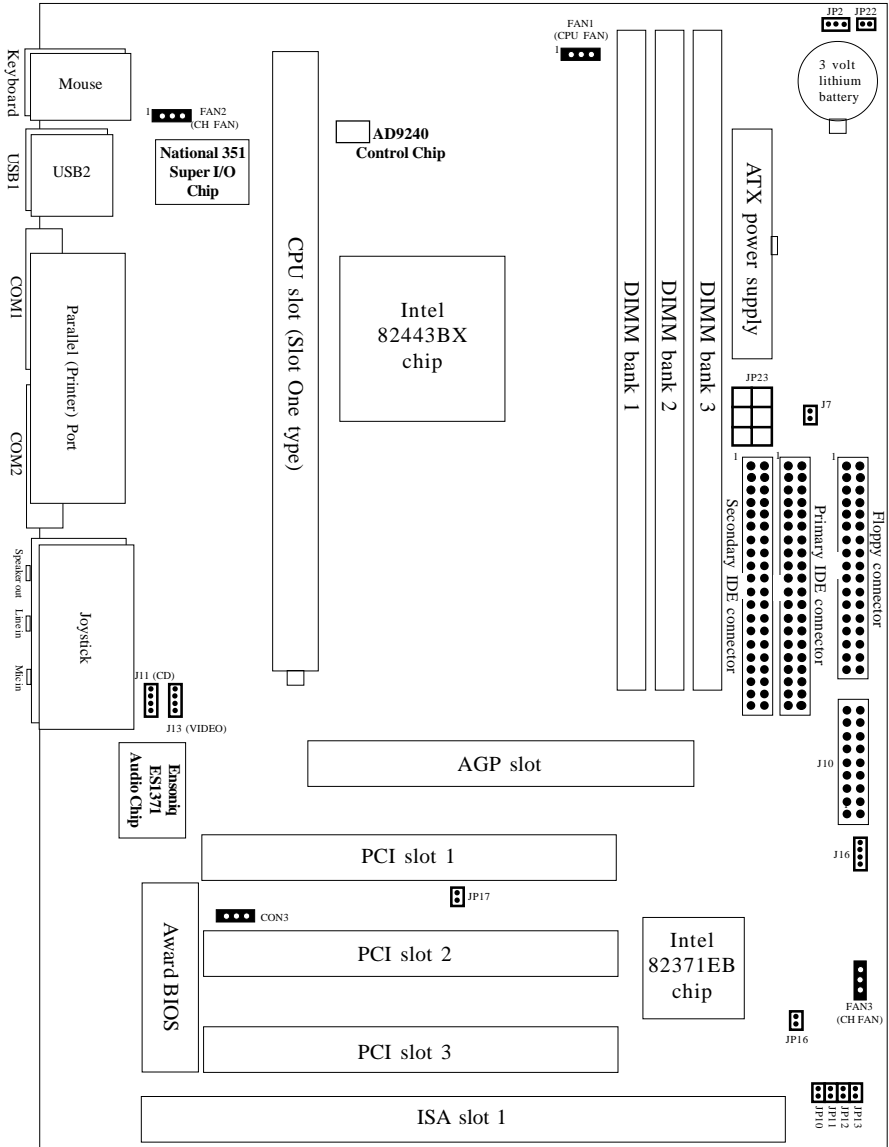 JP2
JP22
FAN1
(CPU FAN)
1
3 volt
lithium
battery
Keyboard
Mouse
1
FAN2
(CH FAN)
AD9240
Control Chip
National 351
Super I/O
Chip
USB1
USB2
CPU slot (Slot One type)
DIMM bank 1
DIMM bank 2
DIMM bank 3
ATX power supply
COM1
Parallel (Printer) Port
COM2
Intel
82443BX
chip
JP23
J7
1
1
1
Secondary IDE connector
Primary IDE connector
Floppy connector
Speaker out
Line in
Mic in
Joystick
J11 (CD)
J13 (VIDEO)
Ensoniq
ES1371
Audio Chip
AGP slot
J10
PCI slot 1
J16
JP17
CON3
Award BIOS
PCI slot 2
Intel
82371EB
chip
FAN3
(CH FAN)
JP16
PCI slot 3
ISA slot 1
JP10
JP11
JP12
JP13